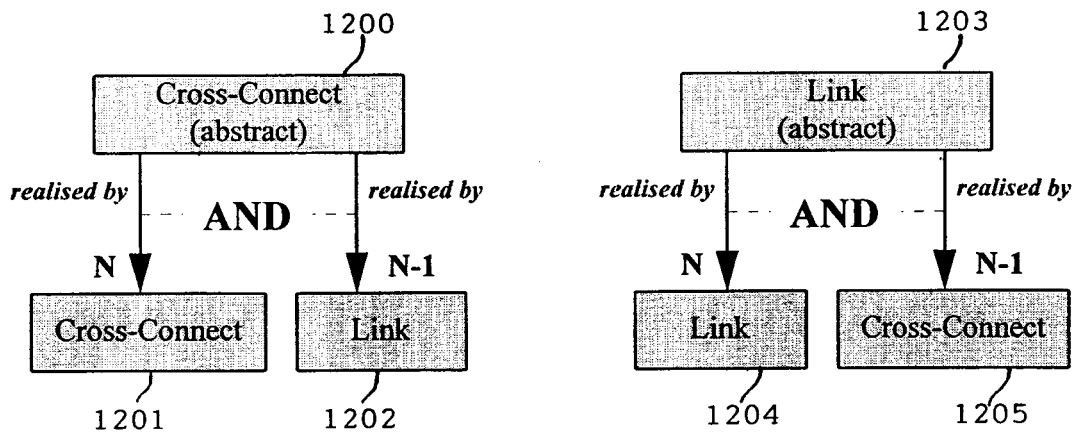 1200
Cross-Connect
(abstract)
realised by
realised by
AND
N
N-1
Cross-Connect
Link
1201
1202
1203
Link
(abstract)
realised by
realised by
AND
N
N-1
Link
Cross-Connect
1204
1205